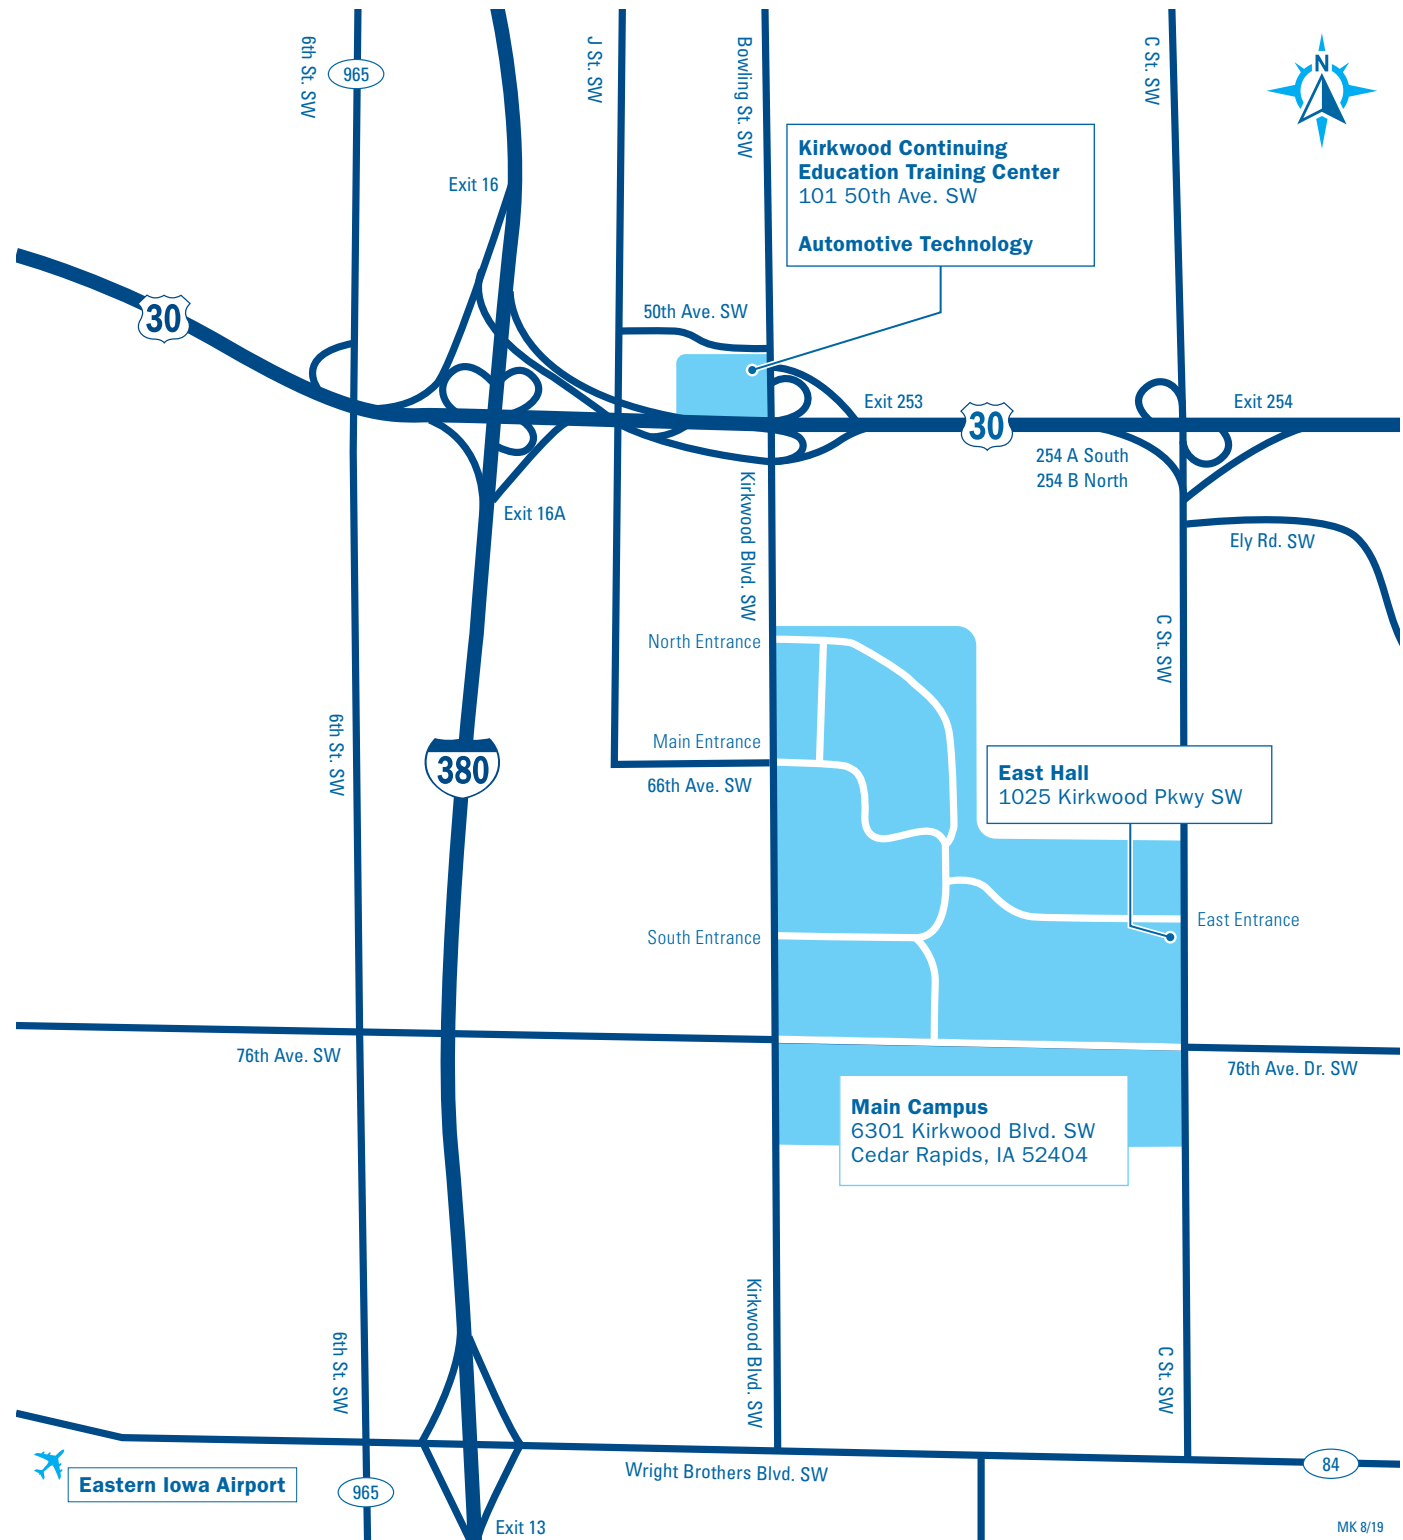 6th St. SW
965
J St. SW
Bowling St. SW
C St. SW
N
Kirkwood Continuing
Education Training Center
101 50th Ave. SW
Automotive Technology
Exit 16
30
50th Ave. SW
Exit 253
30
Exit 254
254 A South
254 B North
Exit 16A
Kirkwood Blvd. SW
Ely Rd. SW
North Entrance
C St. SW
6th St. SW
380
Main Entrance
66th Ave. SW
East Hall
1025 Kirkwood Pkwy SW
South Entrance
East Entrance
76th Ave. SW
76th Ave. Dr. SW
Main Campus
6301 Kirkwood Blvd. SW
Cedar Rapids, IA 52404
6th St. SW
Kirkwood Blvd. SW
C St. SW
Eastern Iowa Airport
965
Wright Brothers Blvd. SW
84
Exit 13
MK 8/19